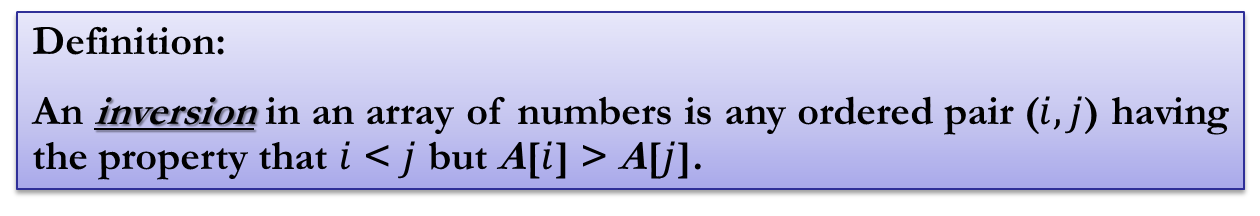 Definition:
An inversion in an array of numbers is any ordered pair (i, j) having
the property that i < j but A[i] > A[j].